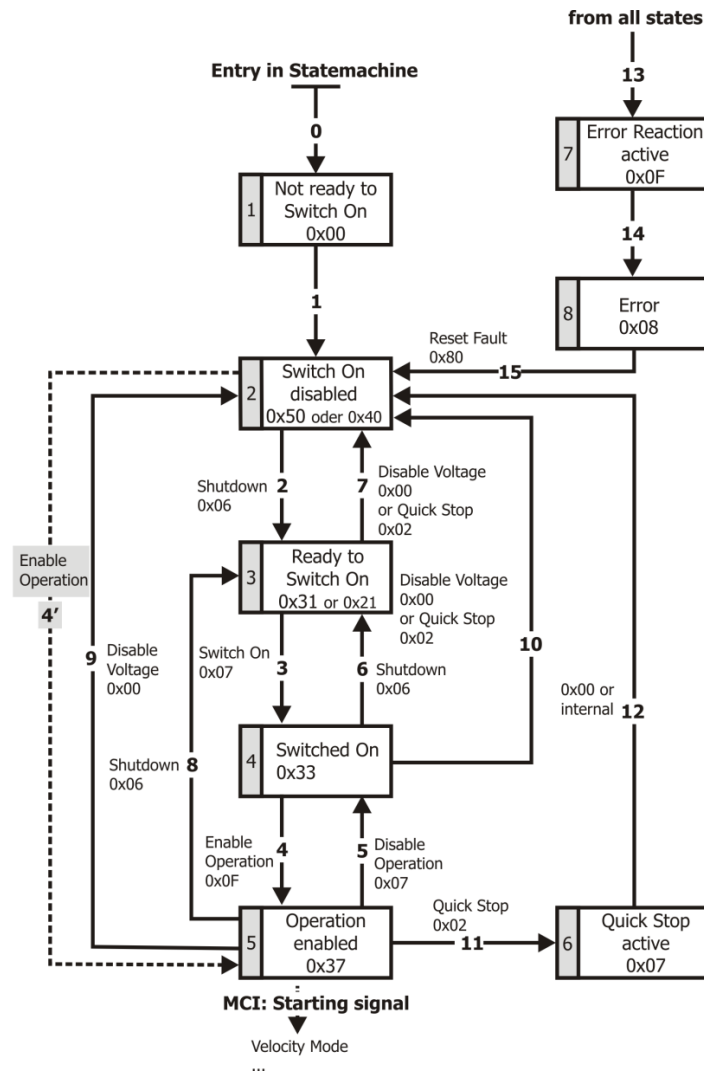 from all states
13
Entry in Statemachine
0
7
Error Reaction
active
0x0F
1
Not ready to
Switch On
0x00
14
1
8
Error
0x08
Reset Fault
0x80
15
2
Switch On
disabled
0x50 oder 0x40
Shutdown
0x06
2
7
Disable Voltage
0x00
or Quick Stop
0x02
Enable
Operation
4’
3
Ready to
Switch On
0x31 or 0x21
Disable Voltage
0x00
or Quick Stop
0x02
10
9
Disable
Voltage
0x00
Switch On
0x07
3
6
Shutdown
0x06
0x00 or
internal
12
Shutdown
0x06
8
4
Switched On
0x33
Enable
Operation
0x0F
4
5
Disable
Operation
0x07
Quick Stop
0x02
11
5
Operation
enabled
0x37
6
Quick Stop
active
0x07
MCI: Starting signal
Velocity Mode
...